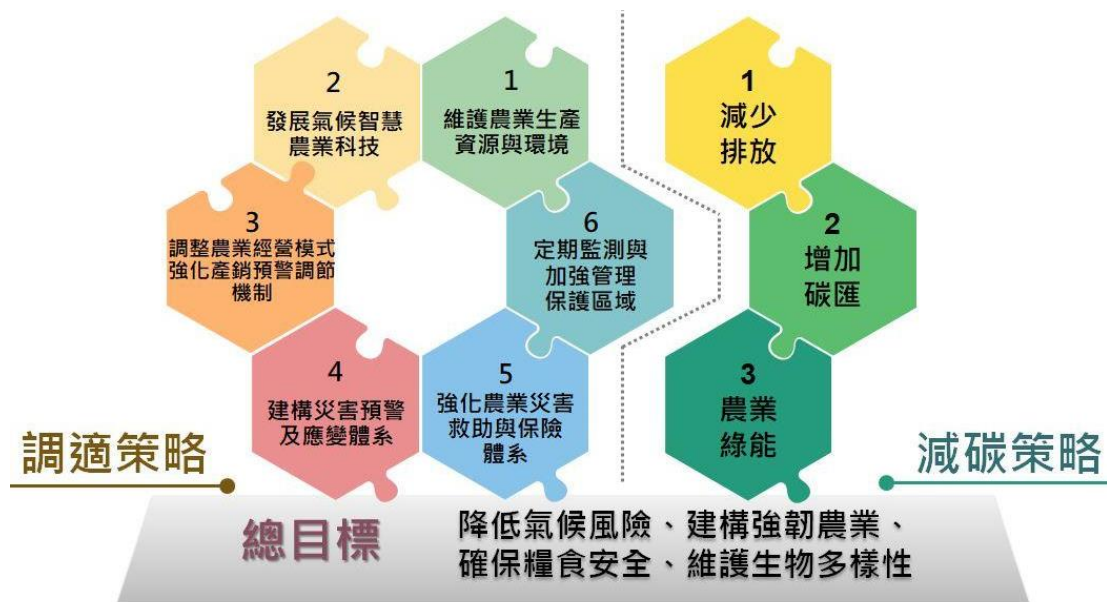 2
發展氣候智慧
農業科技
1
維護農業生產
資源與環境
1
減少
排放
3
調整農業經營模式
強化產銷預警調節
機制
6
定期監測與
加強管理
保護區域
2
增加
碳匯
4
建構災害預警
及應變體系
5
強化農業災害
救助與保險
體系
3
農業
綠能
調適策略
減碳策略
總目標
降低氣候風險、建構強韌農業、
確保糧食安全、維護生物多樣性